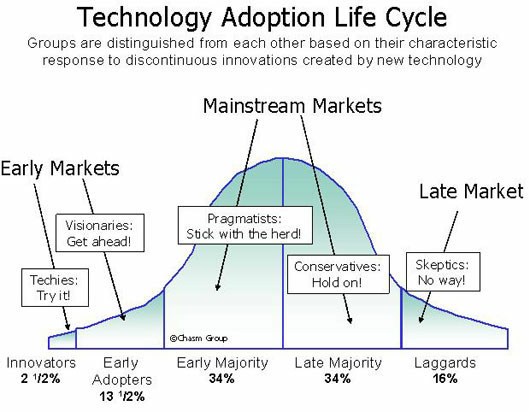 Technology Adoption Life Cycle
Groups are distinguished from each other based on their characteristic
response to discontinuous innovations created by new technology
Mainstream Markets
Early Markets
Late Market
Visionaries:
Get ahead!
Pragmatists:
Stick with the herd!
Techies:
Try it!
Conservatives:
Hold on!
Skeptics:
No way!
©Chasm Group
Innovators
2 1/2%
Early
Adopters
13 1/2%
Early Majority
34%
Late Majority
34%
Laggards
16%